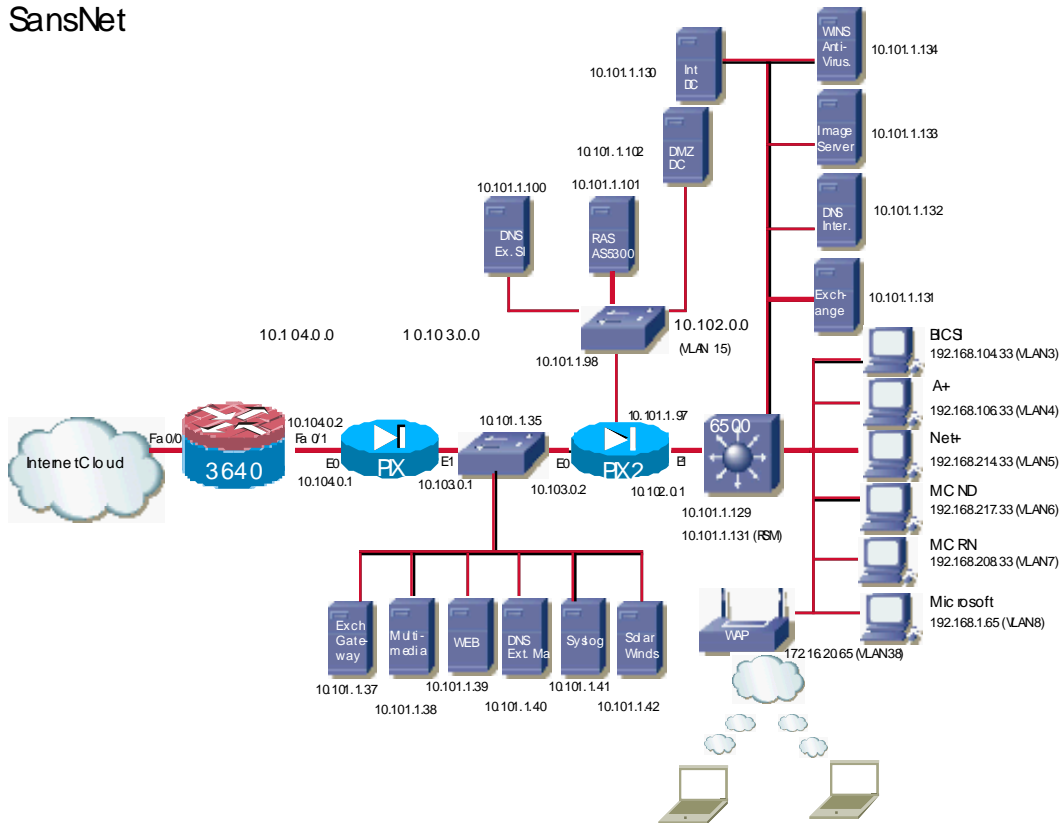 SansNet
WINS
Anti-
Virus.
10.101.1.134
10.101.1.130
Int
DC
Image
Server
10.101.1.133
10.101.1.102
DMZ
DC
10.101.1.100
10.101.1.101
DNS
Ex. SI
RAS
AS5300
DNS
Inter.
10.101.1.132
Exch-
ange
10.101.1.131
10.104.0.0
10.103.0.0
10.102.0.0
(VLAN 15)
10.101.1.98
BICSI
192.168.104.33 (VLAN3)
A+
192.168.106.33 (VLAN4)
Net+
192.168.214.33 (VLAN5)
MCND
192.168.217.33 (VLAN6)
MCRN
192.168.208.33 (VLAN7)
Microsoft
192.168.1.65 (VLAN8)
Internet Cloud
Fa0/0
3640
10.104.0.2
Fa0/1
E0
10.104.0.1
PIX
E1
10.103.0.1
10.101.1.35
E0
10.103.0.2
PIX2
10.101.1.97
E1
10.102.0.1
6500
10.101.1.129
10.101.1.131 (RSM)
Exch
Gate-
way
Multi-
media
WEB
DNS
Ext. Ma
Syslog
Solar
Winds
10.101.1.37
10.101.1.38
10.101.1.39
10.101.1.40
10.101.1.41
10.101.1.42
WAP
172.16.20.65 (VLAN38)